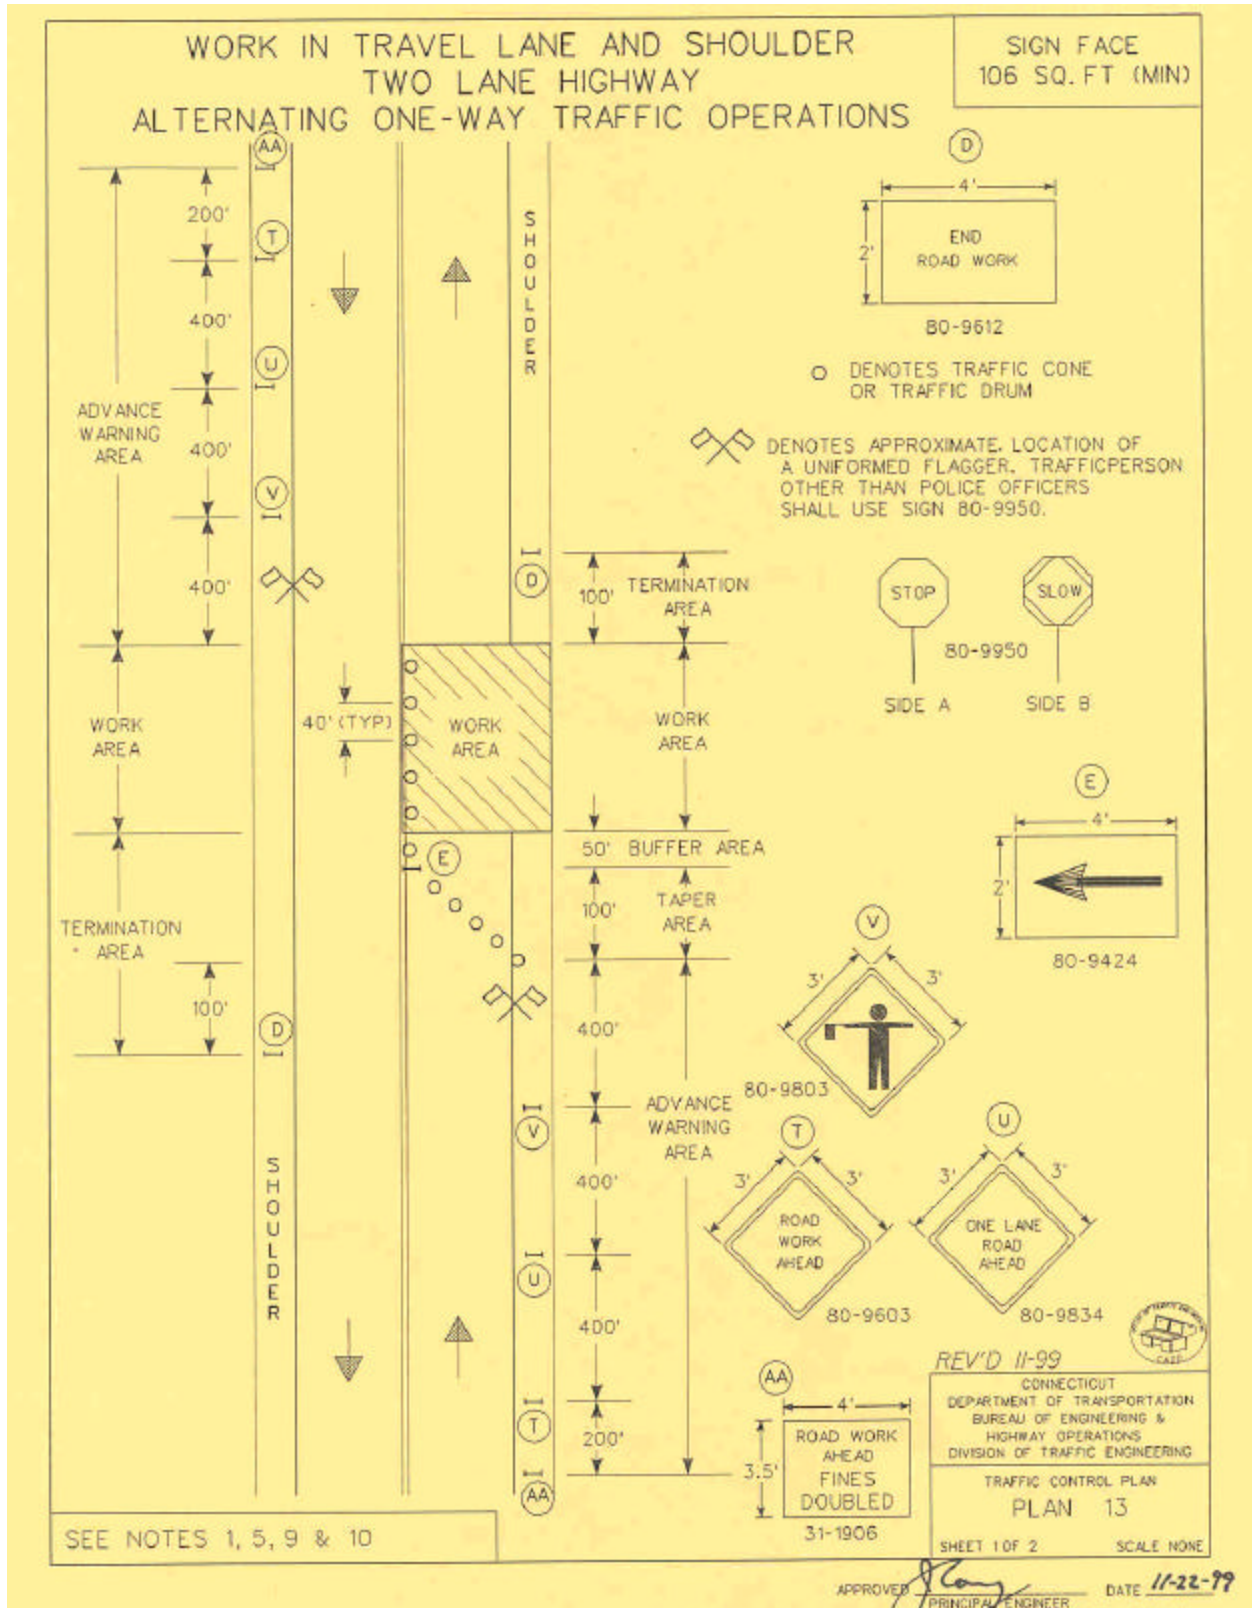 WORK IN TRAVEL LANE AND SHOULDER
TWO LANE HIGHWAY
ALTERNATING ONE-WAY TRAFFIC OPERATIONS
SIGN FACE
106 SQ. FT (MIN)
AA
200'
T
400'
U
400'
V
400'
ADVANCE
WARNING
AREA
WORK
AREA
TERMINATION
AREA
100'
D
SHOULDER
SHOULDER
40' (TYP)
WORK
AREA
E
D
100'
TERMINATION
AREA
WORK
AREA
50' BUFFER AREA
100'
TAPER
AREA
400'
V
400'
U
400'
T
200'
AA
ADVANCE
WARNING
AREA
D
4'
2'
END
ROAD WORK
80-9612
DENOTES TRAFFIC CONE
OR TRAFFIC DRUM
DENOTES APPROXIMATE. LOCATION OF
A UNIFORMED FLAGGER. TRAFFICPERSON
OTHER THAN POLICE OFFICERS
SHALL USE SIGN 80-9950.
STOP
SLOW
80-9950
SIDE A
SIDE B
E
4'
2'
80-9424
V
3'
3'
80-9803
T
3'
3'
ROAD
WORK
AHEAD
80-9603
U
3'
3'
ONE LANE
ROAD
AHEAD
80-9834
AA
4'
3.5'
ROAD WORK
AHEAD
FINES
DOUBLED
31-1906
REV'D 11-99
CONNECTICUT
DEPARTMENT OF TRANSPORTATION
BUREAU OF ENGINEERING &
HIGHWAY OPERATIONS
DIVISION OF TRAFFIC ENGINEERING
TRAFFIC CONTROL PLAN
PLAN 13
SHEET 1 OF 2
SCALE NONE
SEE NOTES 1, 5, 9 & 10
APPROVED
DATE 11-22-99
PRINCIPAL ENGINEER